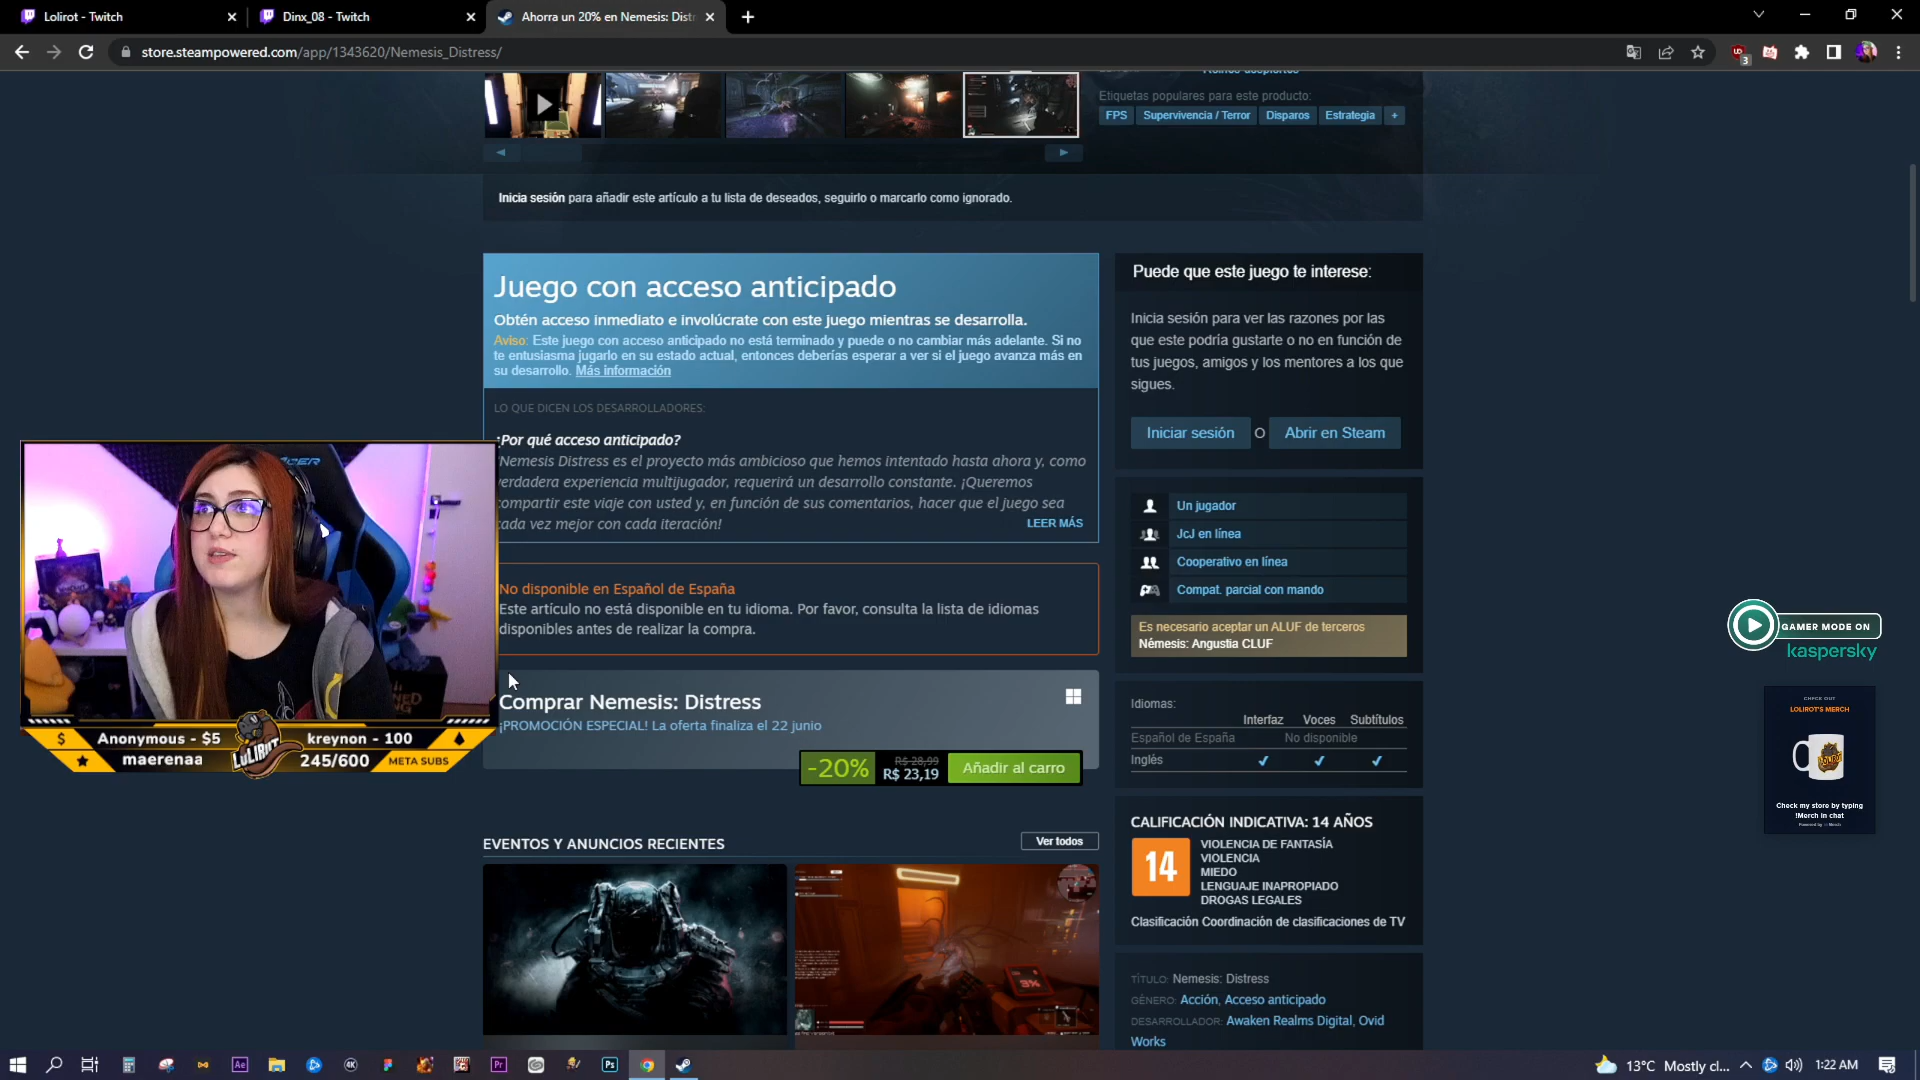 Lolirot - Twitch
Dinx_08 - Twitch
Ahorra un 20% en Nemesis: Distr
store.steampowered.com/app/1343620/Nemesis_Distress/
3
Etiquetas populares para este producto:
FPS
Supervivencia / Terror
Disparos
Estrategia
+
Inicia sesión para añadir este artículo a tu lista de deseados, seguirlo o marcarlo como ignorado.
Juego con acceso anticipado
Obtén acceso inmediato e involúcrate con este juego mientras se desarrolla.
Aviso: Este juego con acceso anticipado no está terminado y puede o no cambiar más adelante. Si no
te entusiasma jugarlo en su estado actual, entonces deberías esperar a ver si el juego avanza más en
su desarrollo. Más información
LO QUE DICEN LOS DESARROLLADORES:
¿Por qué acceso anticipado?
Nemesis Distress es el proyecto más ambicioso que hemos intentado hasta ahora y, como
verdadera experiencia multijugador, requerirá un desarrollo constante. ¡Queremos
compartir este viaje con usted y, en función de sus comentarios, hacer que el juego sea
cada vez mejor con cada iteración!
LEER MÁS
No disponible en Español de España
Este artículo no está disponible en tu idioma. Por favor, consulta la lista de idiomas
disponibles antes de realizar la compra.
Comprar Nemesis: Distress
¡PROMOCIÓN ESPECIAL! La oferta finaliza el 22 junio
-20%
R$ 28,99
R$ 23,19
Añadir al carro
EVENTOS Y ANUNCIOS RECIENTES
Ver todos
3%
Puede que este juego te interese:
Inicia sesión para ver las razones por las
que este podría gustarte o no en función de
tus juegos, amigos y los mentores a los que
sigues.
Iniciar sesión
O
Abrir en Steam
Un jugador
JcJ en línea
Cooperativo en línea
Compat. parcial con mando
Es necesario aceptar un ALUF de terceros
Némesis: Angustia CLUF
Idiomas:
Interfaz Voces Subtítulos
Español de España No disponible
Inglés ✔ ✔ ✔
CALIFICACIÓN INDICATIVA: 14 AÑOS
14
VIOLENCIA DE FANTASÍA
VIOLENCIA
MIEDO
LENGUAJE INAPROPIADO
DROGAS LEGALES
Clasificación Coordinación de clasificaciones de TV
TÍTULO: Nemesis: Distress
GÉNERO: Acción, Acceso anticipado
DESARROLLADOR: Awaken Realms Digital, Ovid
Works
$ Anonymous - $5
kreynon - 100
maerenaa
LOLIROT
245/600
META SUBS
GAMER MODE ON
kaspersky
CHECK OUT
LOLIROT'S MERCH
Check my store by typing
!Merch in chat
Ae
4K
Pr
Ps
13°C Mostly cl...
1:22 AM